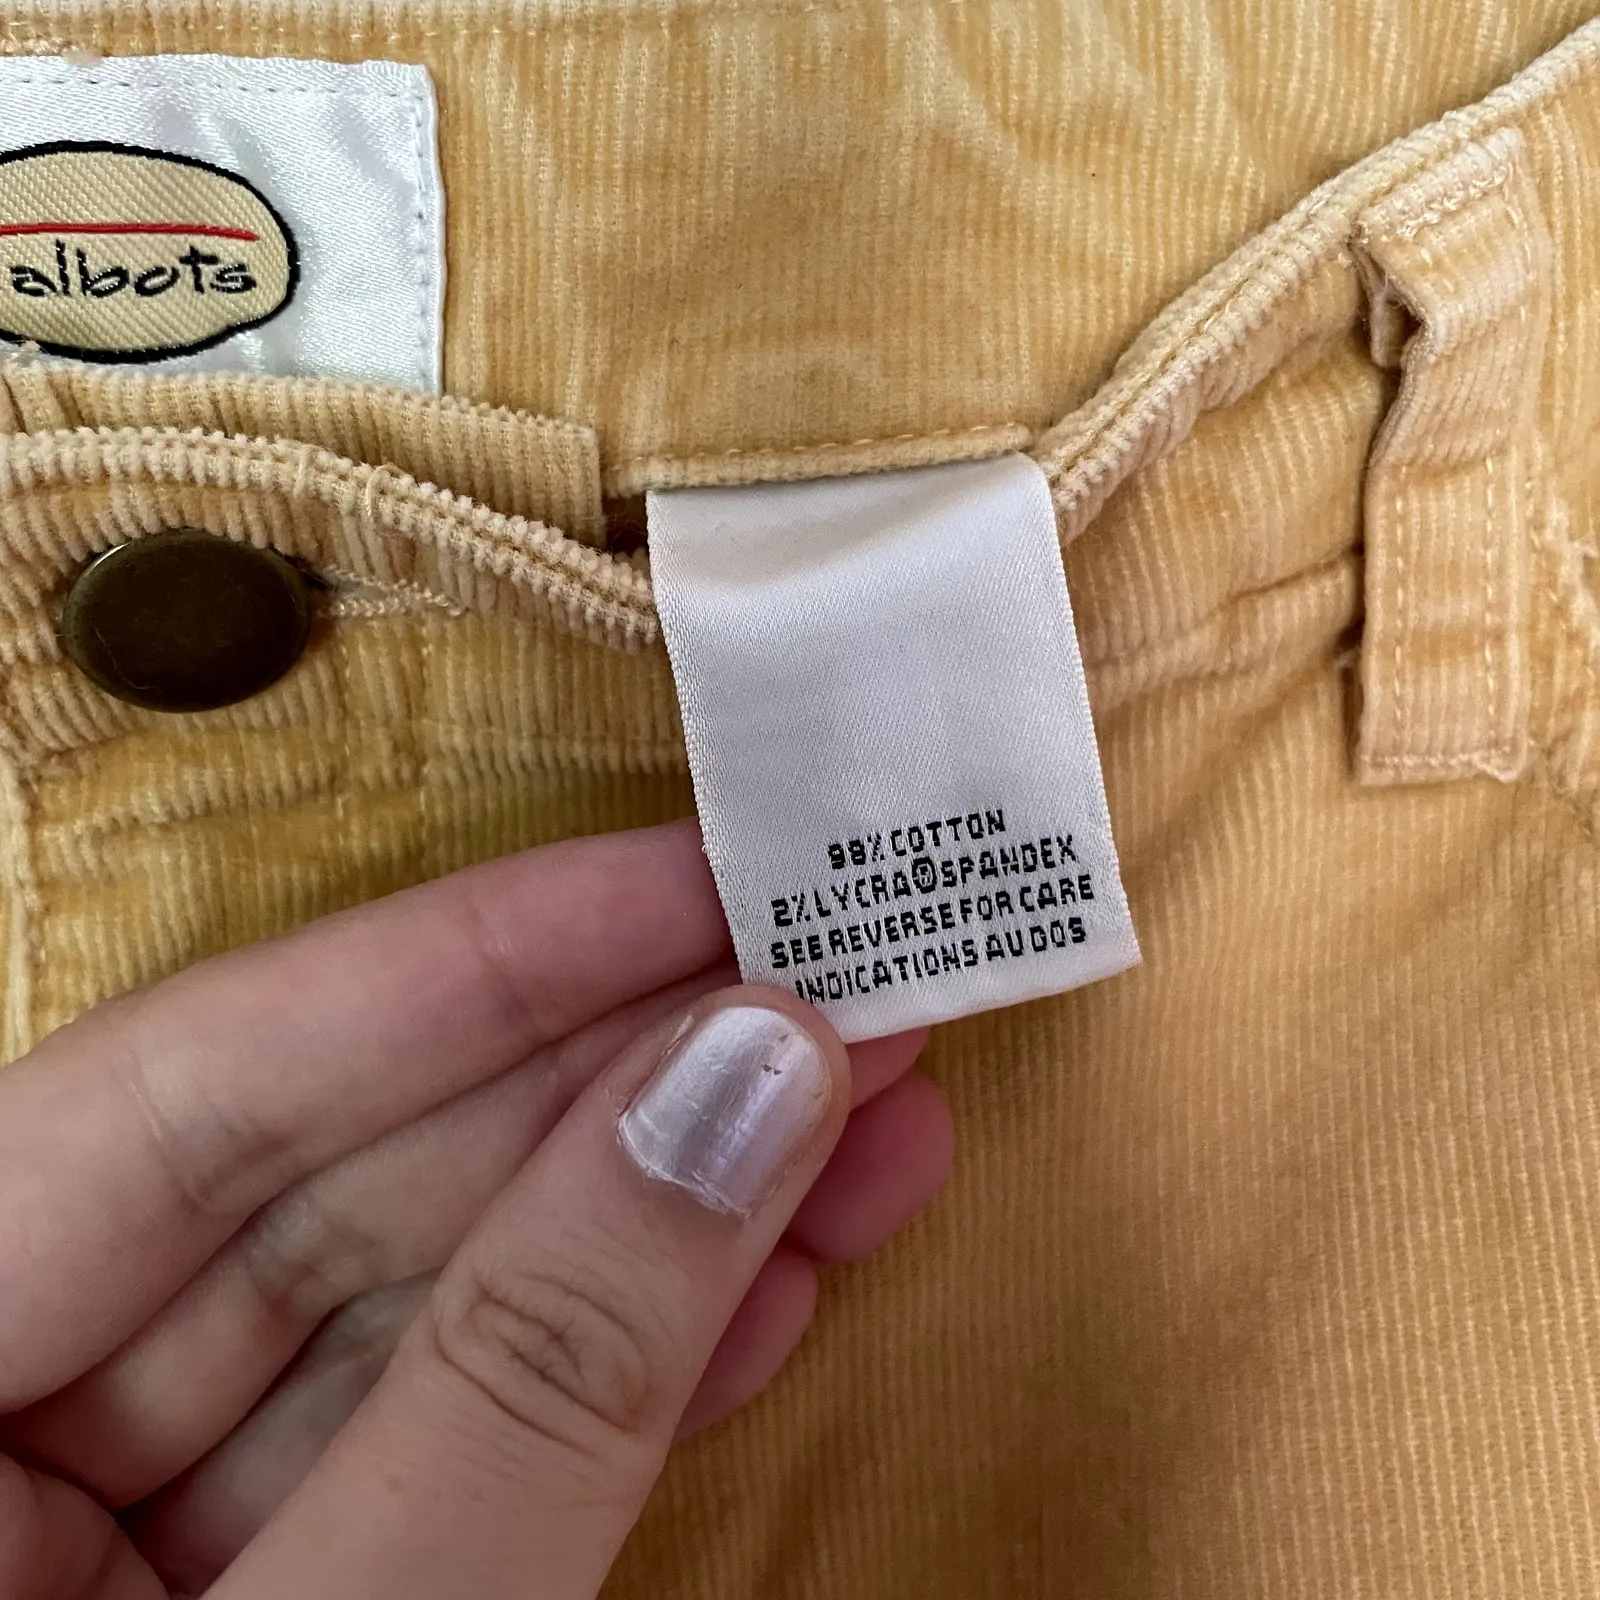 albots
98% COTTON
2% LYCRA®SPANDEX
SEE REVERSE FOR CARE
INDICATIONS AU DOS